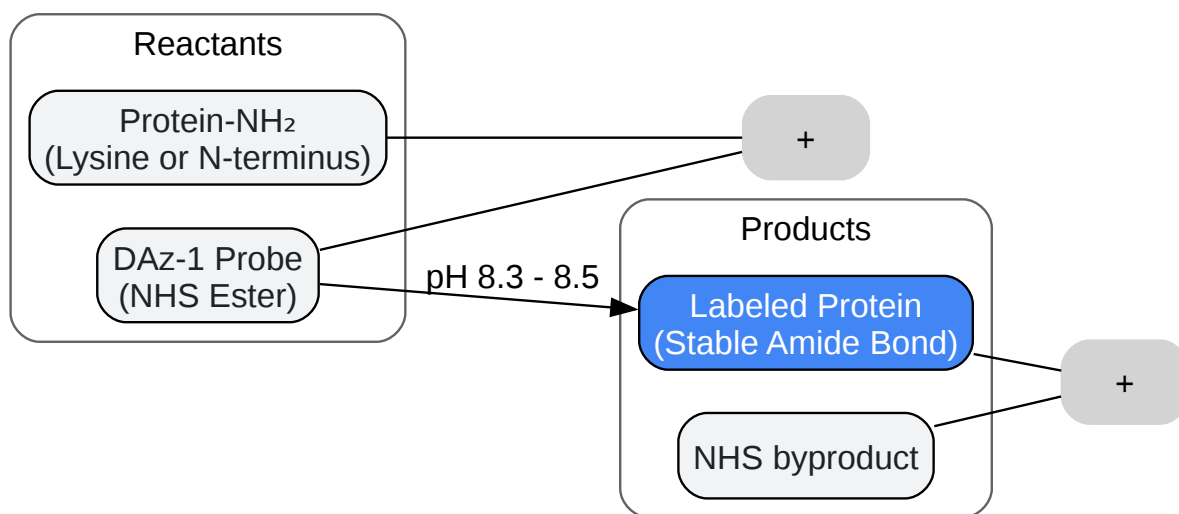 Reactants
Protein-NH₂
(Lysine or N-terminus)
+
DAz-1 Probe
(NHS Ester)
pH 8.3 - 8.5
Products
Labeled Protein
(Stable Amide Bond)
+
NHS byproduct